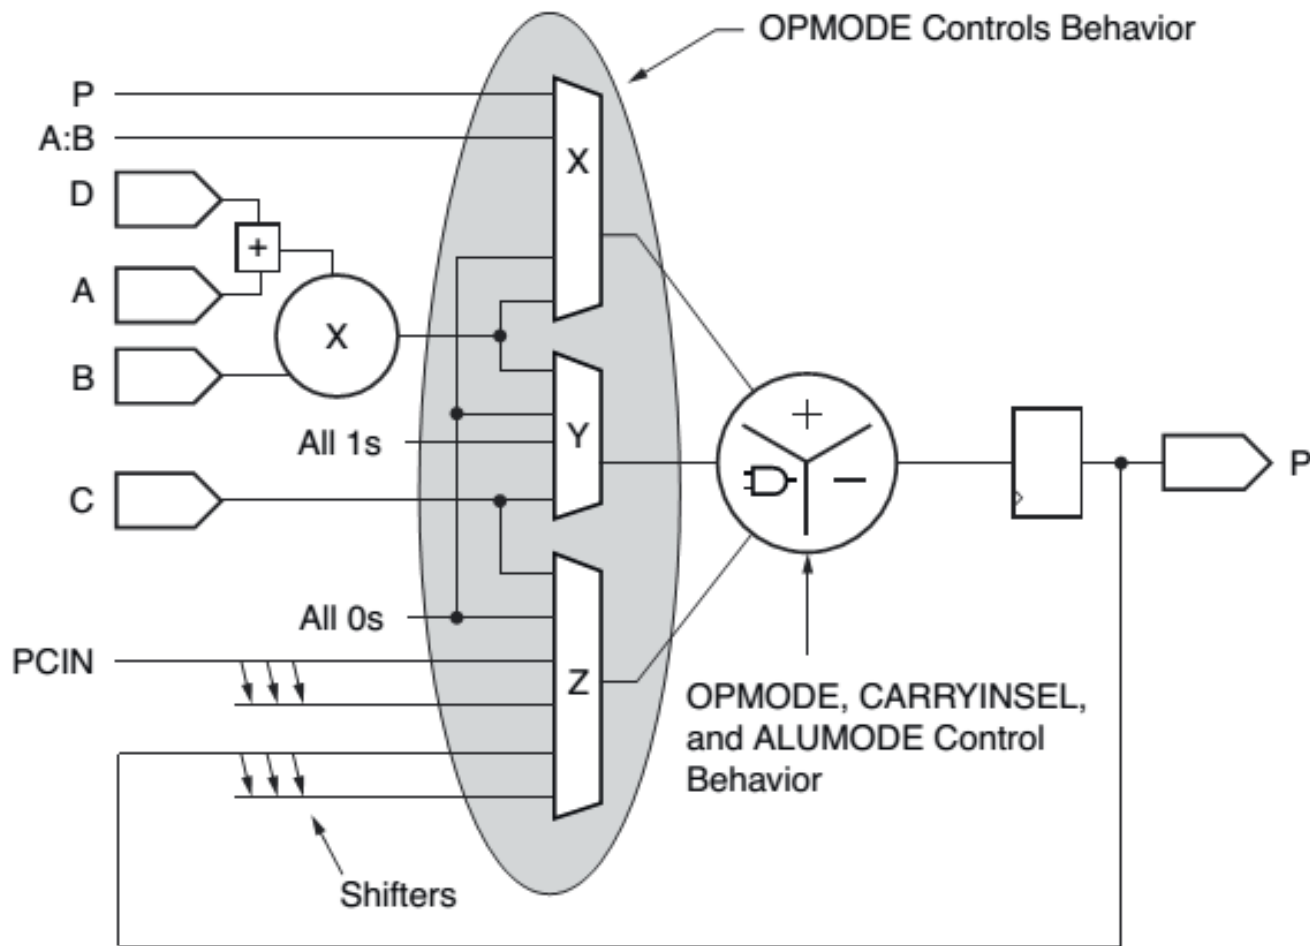 OPMODE Controls Behavior
P
A:B
X
D
+
A
X
B
All 1s
Y
+
−
P
C
All 0s
PCIN
Z
OPMODE, CARRYINSEL,
and ALUMODE Control
Behavior
Shifters